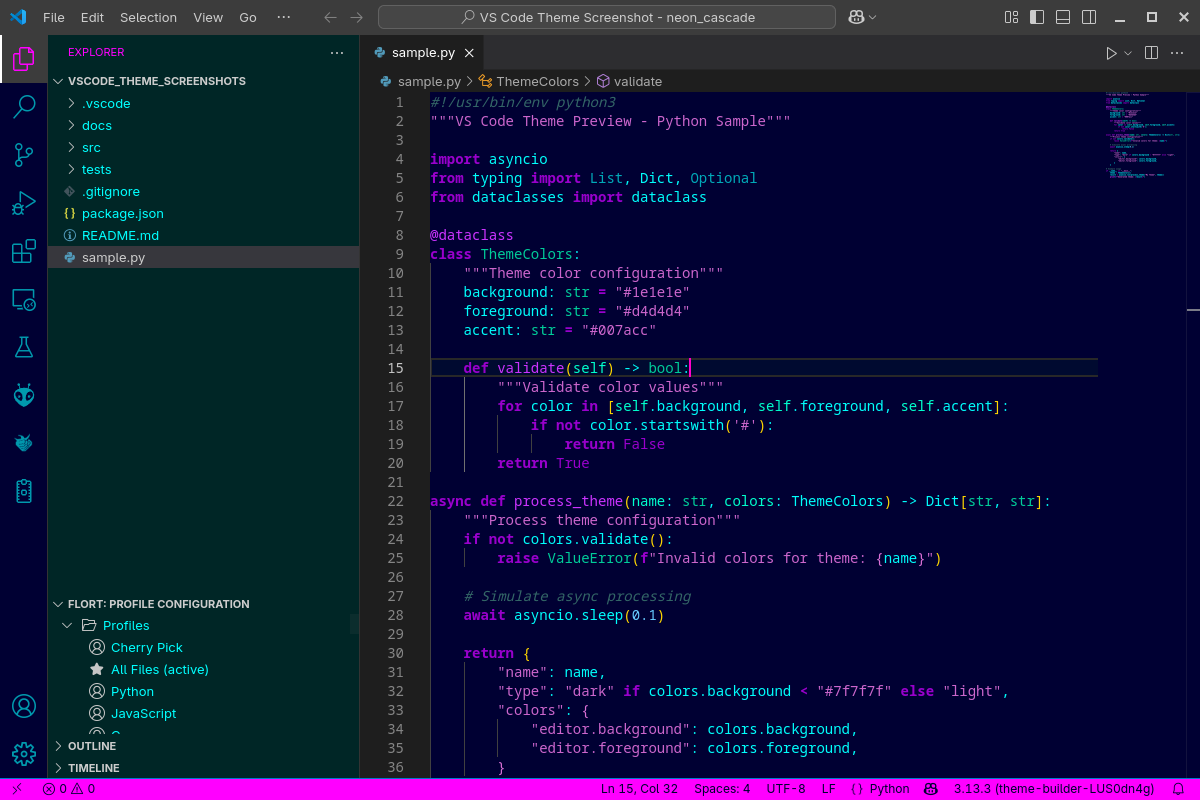 File Edit Selection View Go ··· VS Code Theme Screenshot - neon_cascade
EXPLORER
VSCODE_THEME_SCREENSHOTS
.vscode
docs
src
tests
.gitignore
package.json
README.md
sample.py
FLORT: PROFILE CONFIGURATION
Profiles
Cherry Pick
All Files (active)
Python
JavaScript
OUTLINE
TIMELINE
sample.py
sample.py > ThemeColors > validate
1 #!/usr/bin/env python3
2 """VS Code Theme Preview - Python Sample"""
3
4 import asyncio
5 from typing import List, Dict, Optional
6 from dataclasses import dataclass
7
8 @dataclass
9 class ThemeColors:
10     """Theme color configuration"""
11     background: str = "#1e1e1e"
12     foreground: str = "#d4d4d4"
13     accent: str = "#007acc"
14
15     def validate(self) -> bool:
16         """Validate color values"""
17         for color in [self.background, self.foreground, self.accent]:
18             if not color.startswith('#'):
19                 return False
20         return True
21
22 async def process_theme(name: str, colors: ThemeColors) -> Dict[str, str]:
23     """Process theme configuration"""
24     if not colors.validate():
25         raise ValueError(f"Invalid colors for theme: {name}")
26
27     # Simulate async processing
28     await asyncio.sleep(0.1)
29
30     return {
31         "name": name,
32         "type": "dark" if colors.background < "#7f7f7f" else "light",
33         "colors": {
34             "editor.background": colors.background,
35             "editor.foreground": colors.foreground,
36         }
0 0 Ln 15, Col 32 Spaces: 4 UTF-8 LF {} Python 3.13.3 (theme-builder-LUS0dn4g)